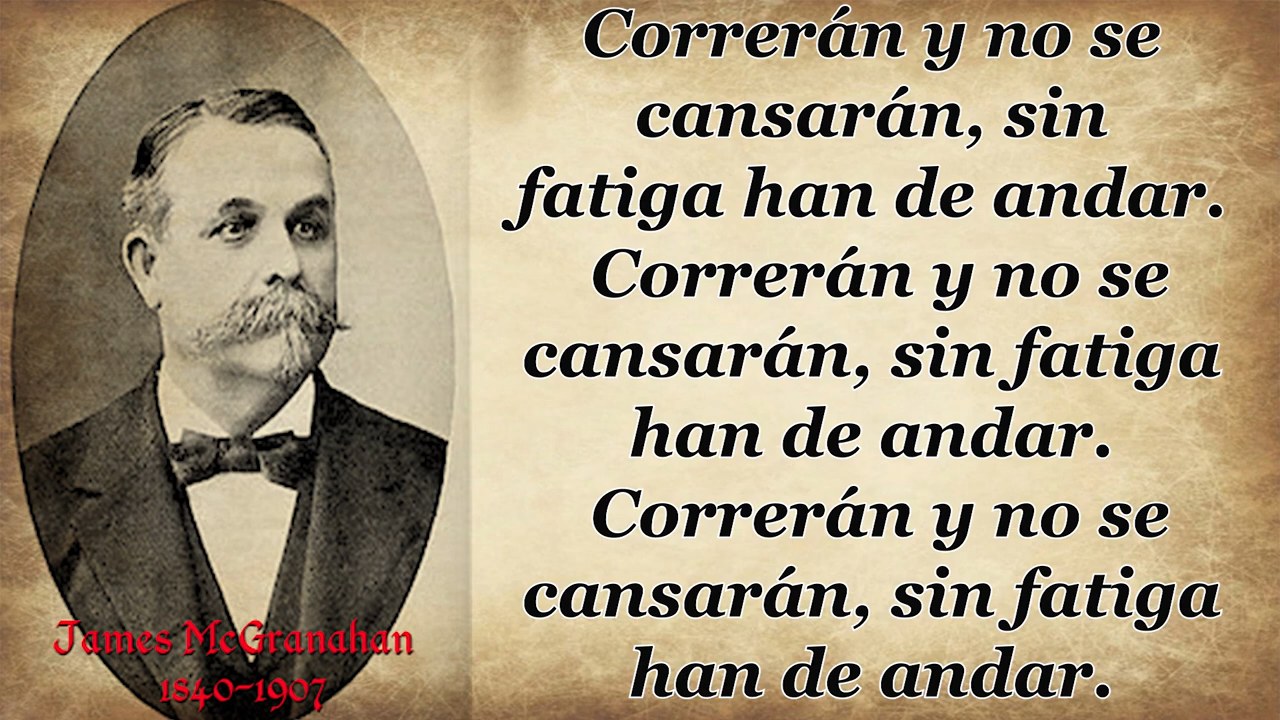 Correrán y no se
cansarán, sin
fatiga han de andar.
Correrán y no se
cansarán, sin fatiga
han de andar.
Correrán y no se
cansarán, sin fatiga
han de andar.
James McGranahan
1840-1907